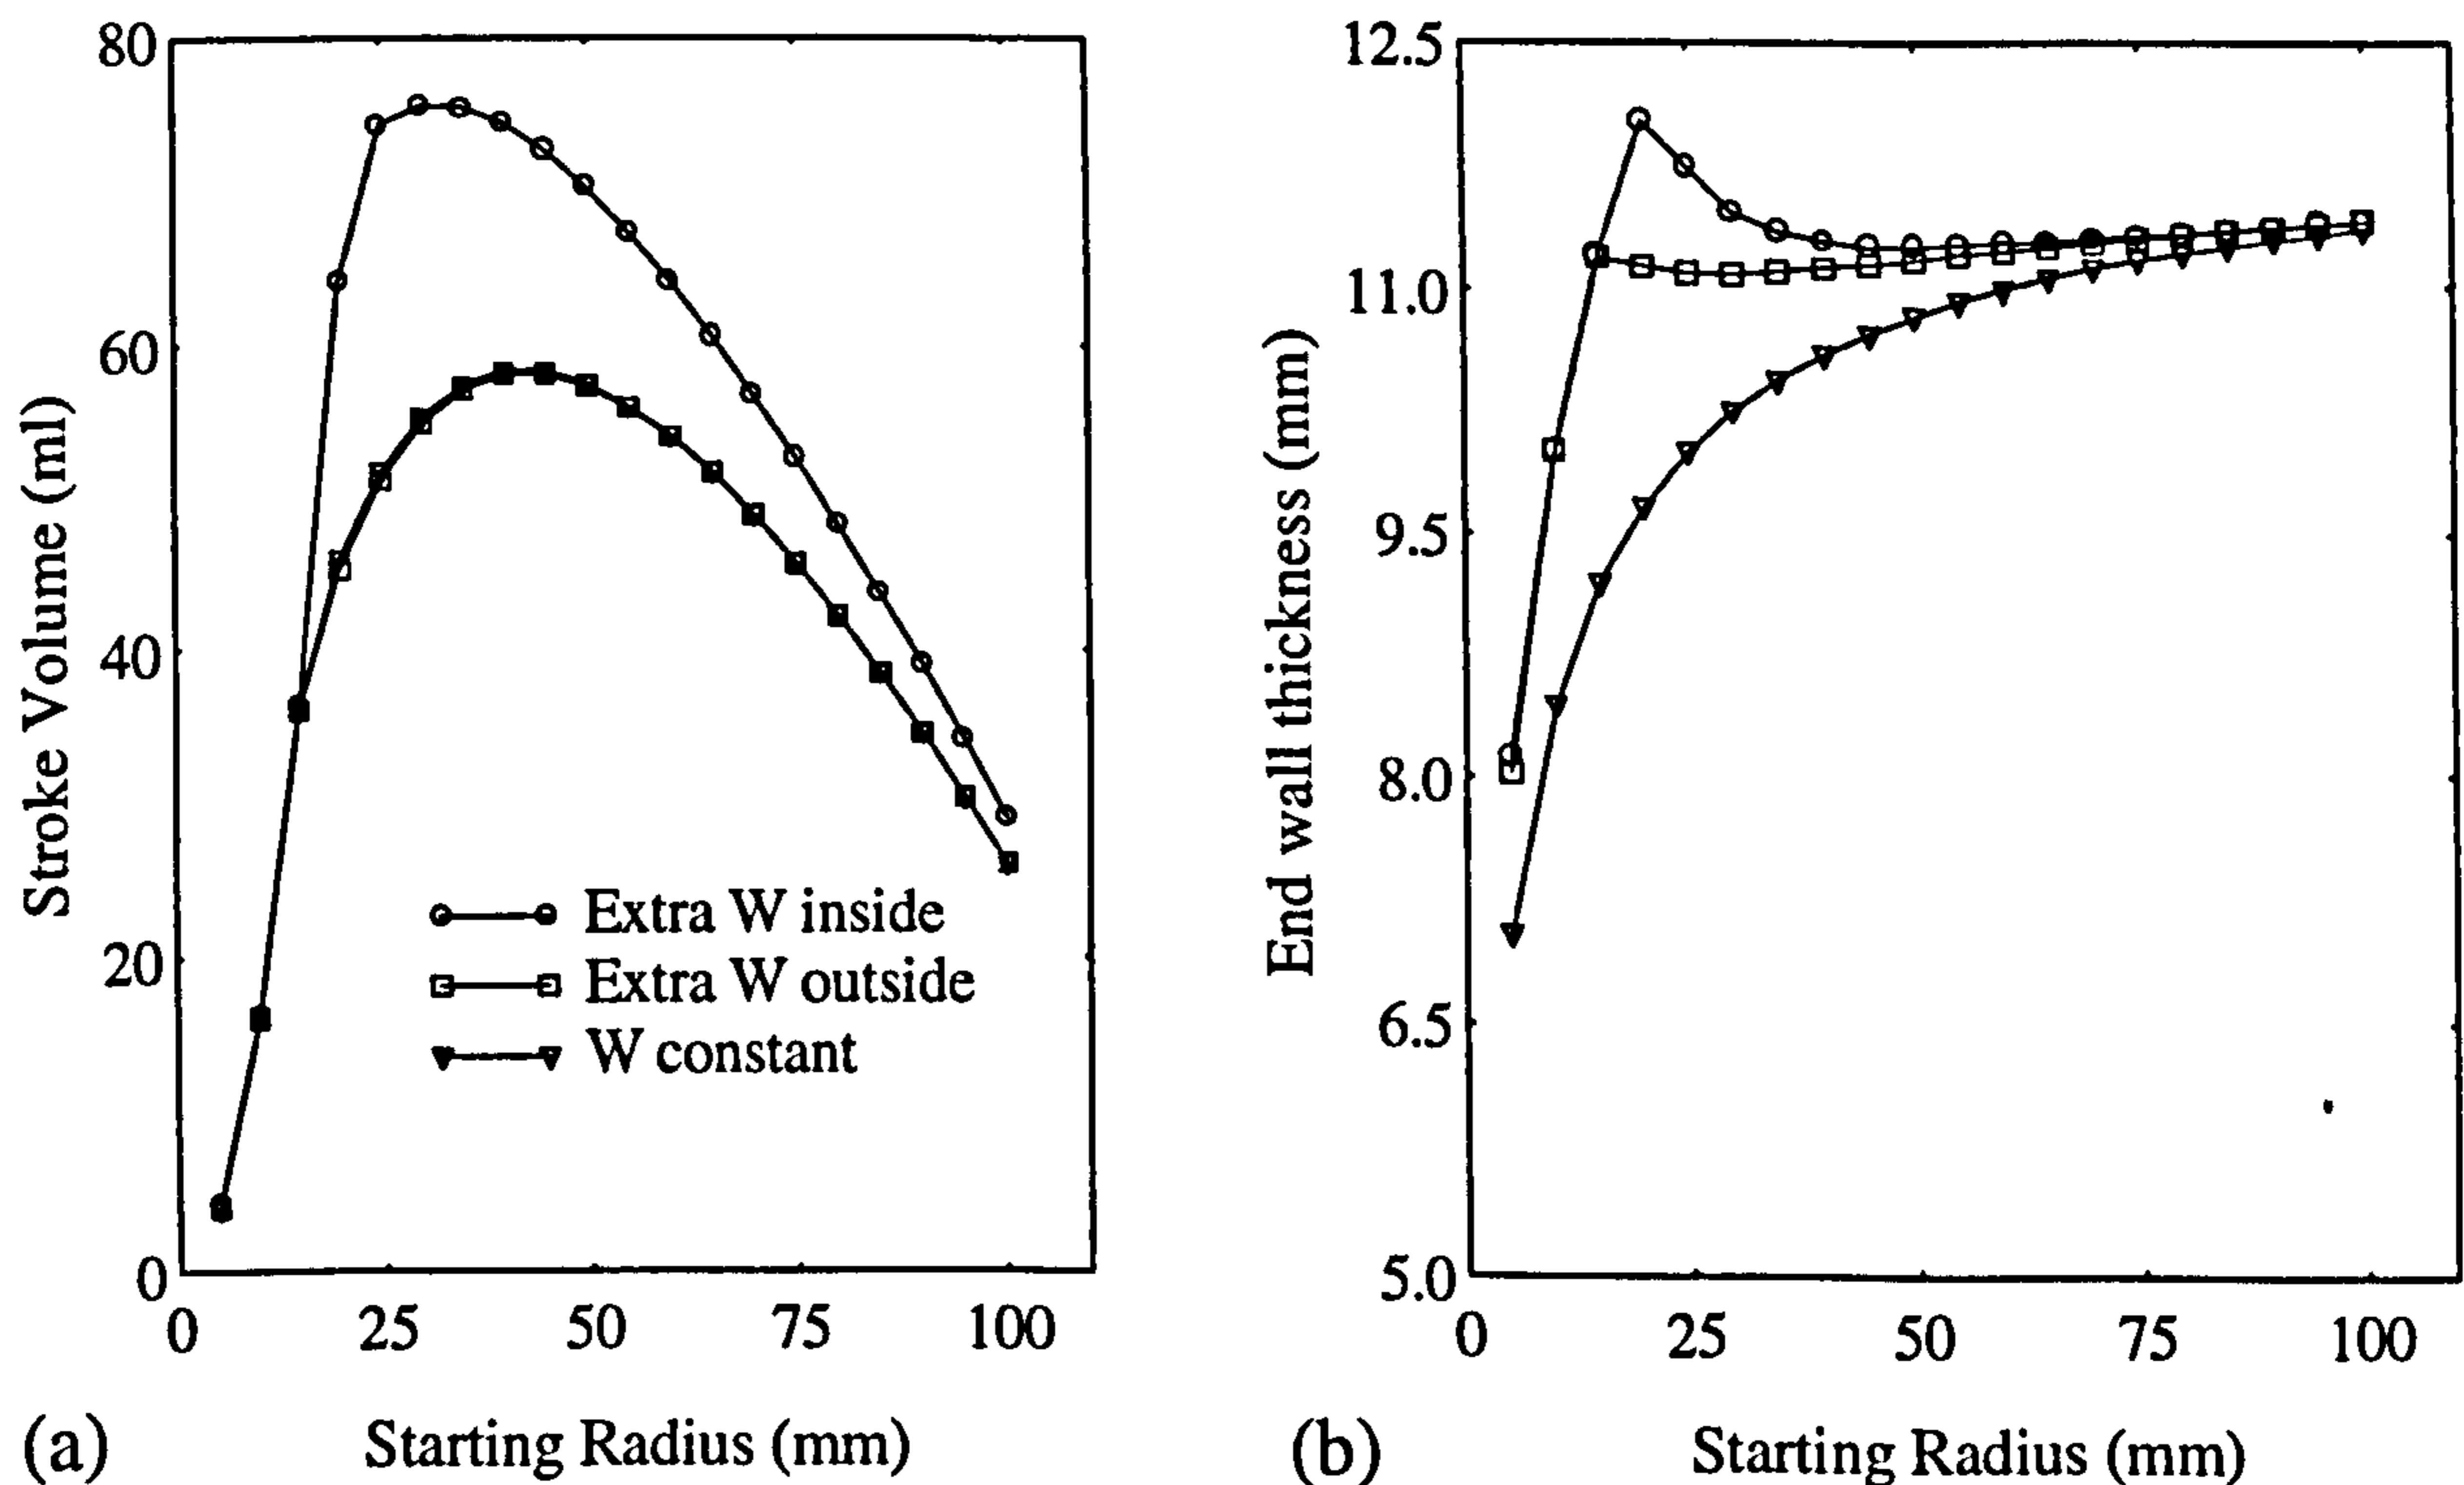 80
60
40
20
0
Stroke Volume (ml)
Extra W inside
Extra W outside
W constant
0 25 50 75 100
(a) Starting Radius (mm)
12.5
11.0
9.5
8.0
6.5
5.0
End wall thickness (mm)
0 25 50 75 100
(b) Starting Radius (mm)